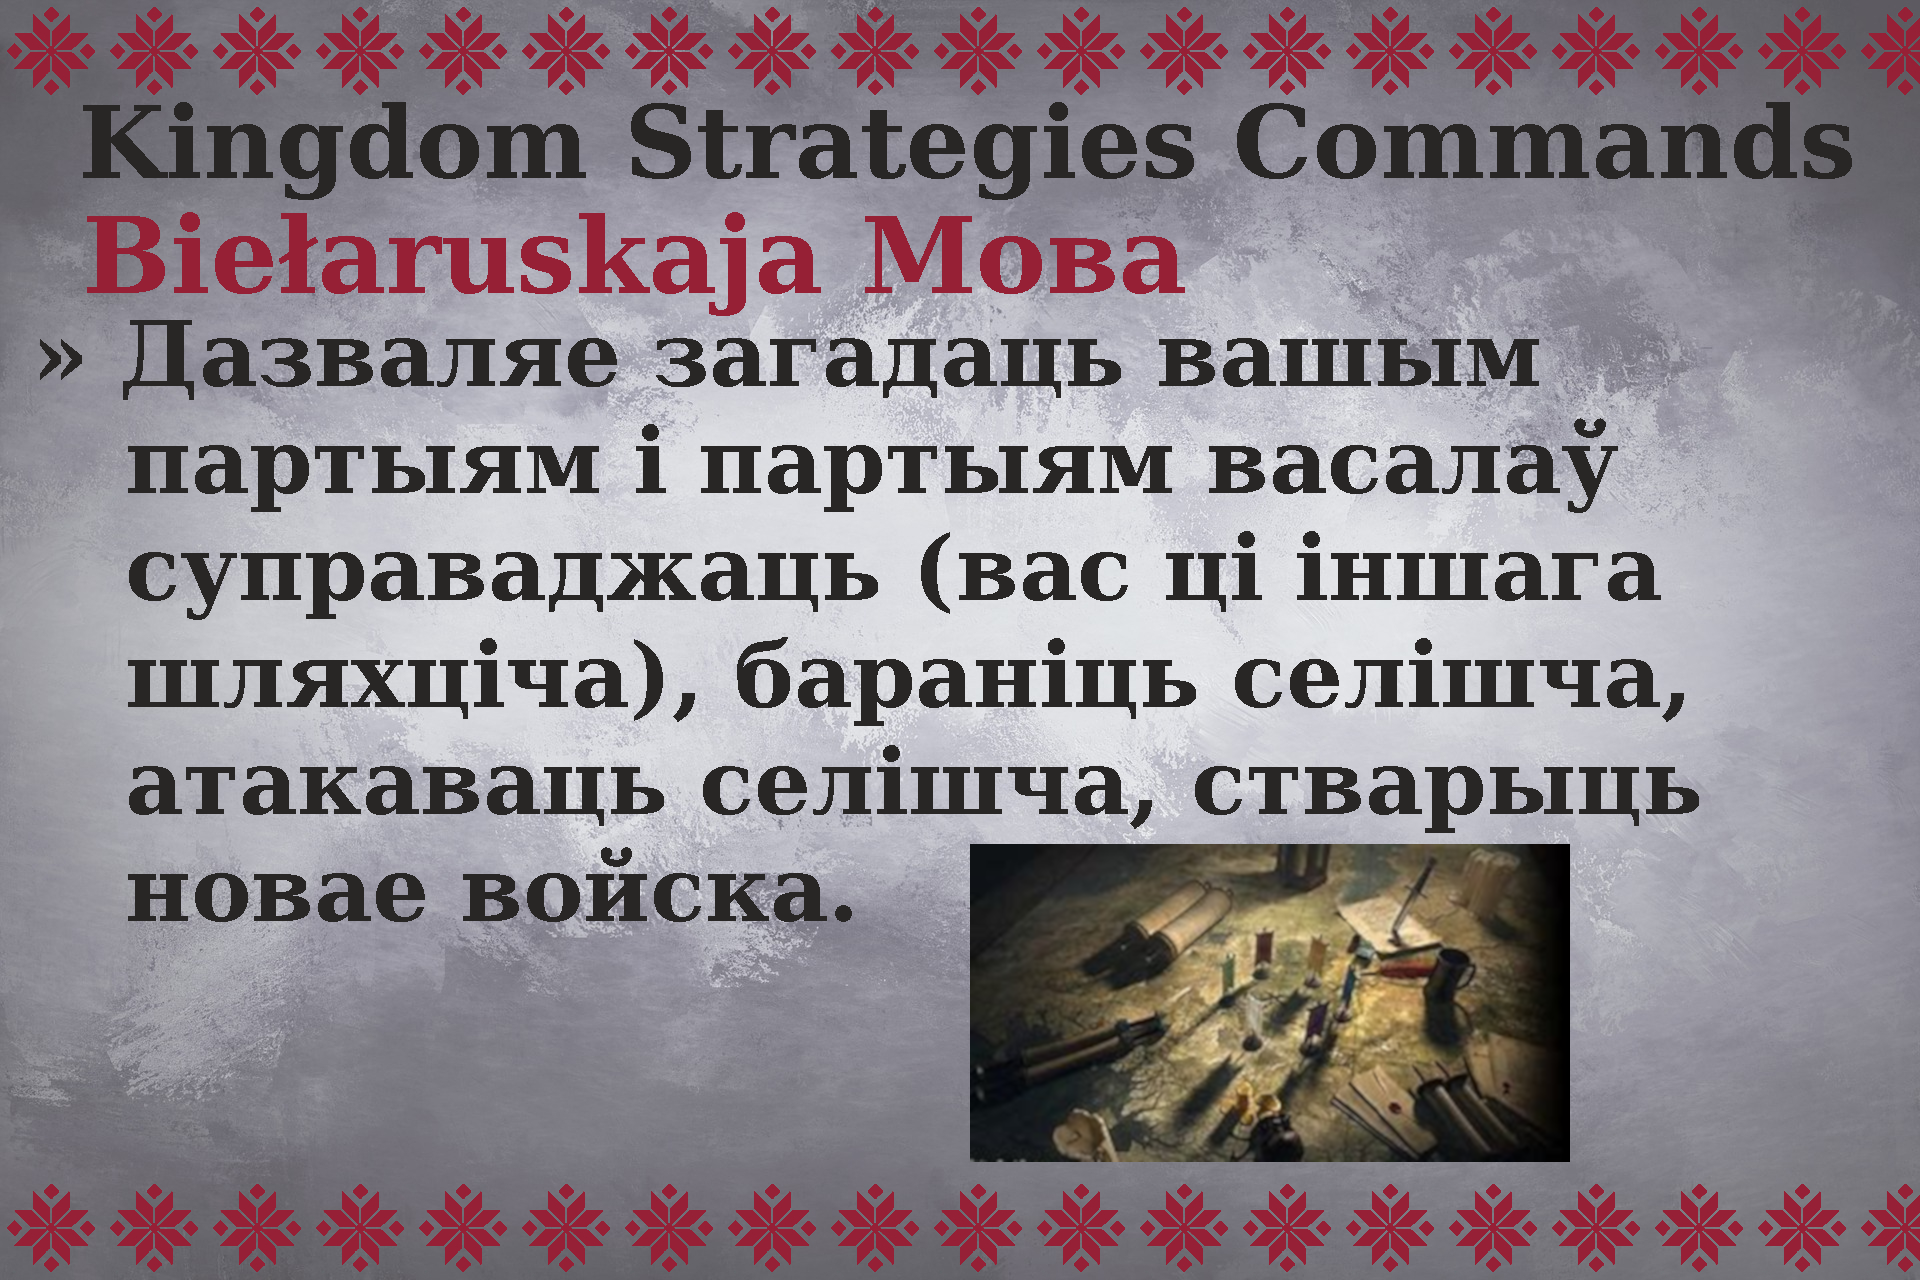 Kingdom Strategies Commands
Biełaruskaja Мова
» Дазваляе загадаць вашым
партыям і партыям васалаў
суправаджаць (вас ці іншага
шляхціча), бараніць селішча,
атакаваць селішча, стварыць
новае войска.